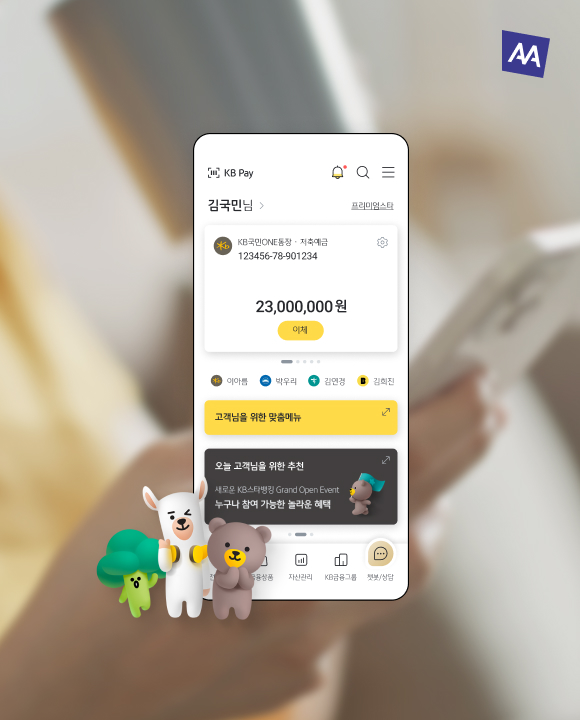 KB Pay
김국민님
프리미엄스타
KB국민ONE통장 · 저축예금
123456-78-901234
23,000,000원
이체
이아름
박우리
김연경
김희진
고객님을 위한 맞춤메뉴
오늘 고객님을 위한 추천
새로운 KB스타뱅킹 Grand Open Event
누구나 참여 가능한 놀라운 혜택
자산관리
KB금융그룹
챗봇/상담